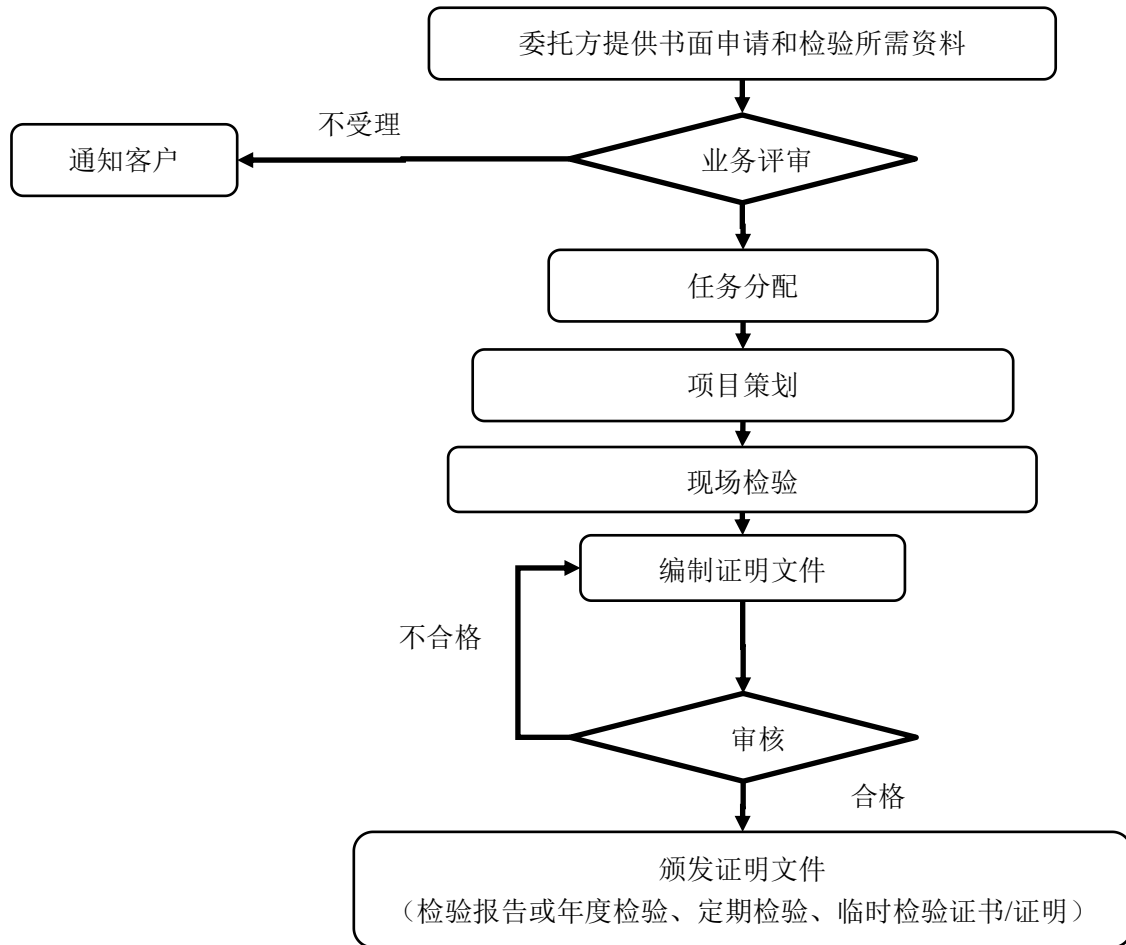 委托方提供书面申请和检验所需资料
不受理
通知客户
业务评审
任务分配
项目策划
现场检验
编制证明文件
不合格
审核
合格
颁发证明文件
（检验报告或年度检验、定期检验、临时检验证书/证明）